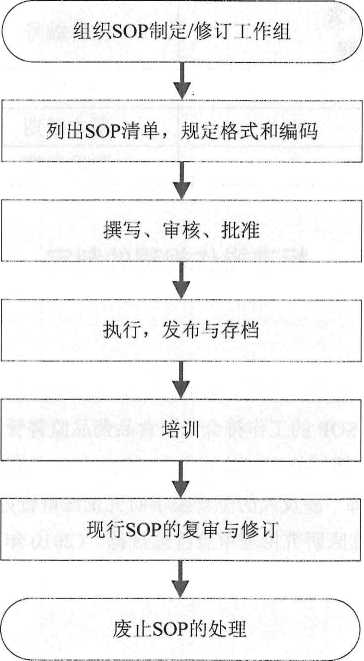 组织SOP制定/修订工作组
列出SOP清单，规定格式和编码
撰写、审核、批准
执行，发布与存档
培训
现行SOP的复审与修订
废止SOP的处理